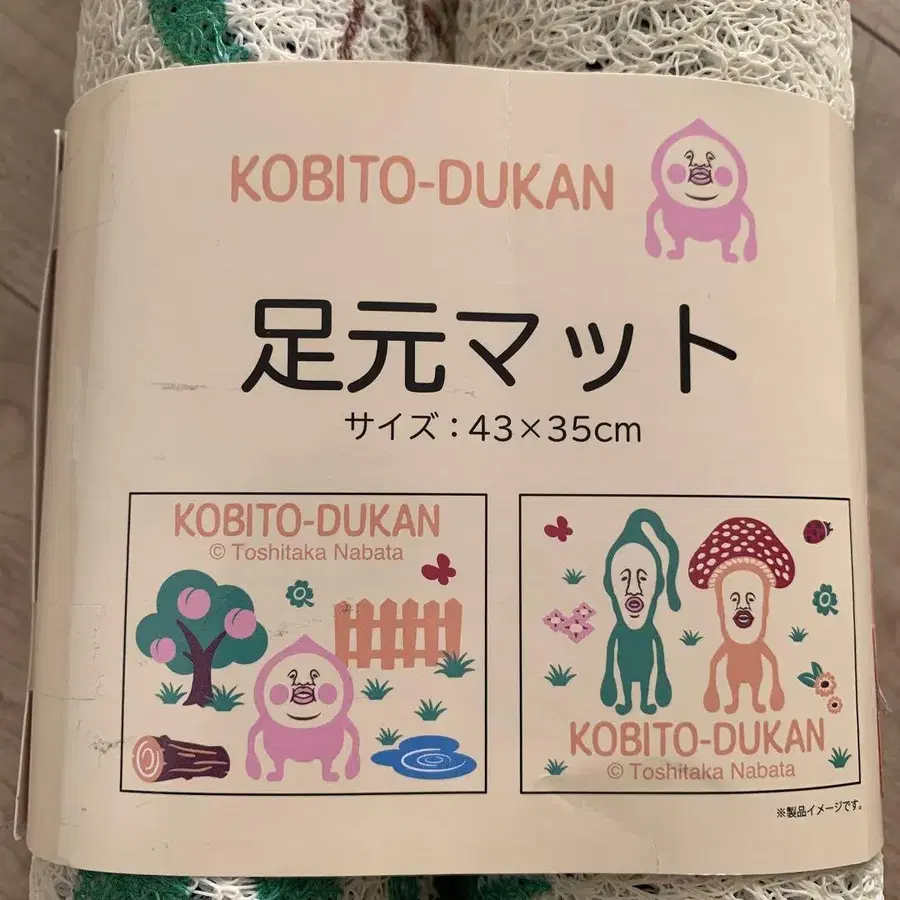 KOBITO-DUKAN
足元マット
サイズ：43×35cm
KOBITO-DUKAN
© Toshitaka Nabata
KOBITO-DUKAN
© Toshitaka Nabata
※製品イメージです。